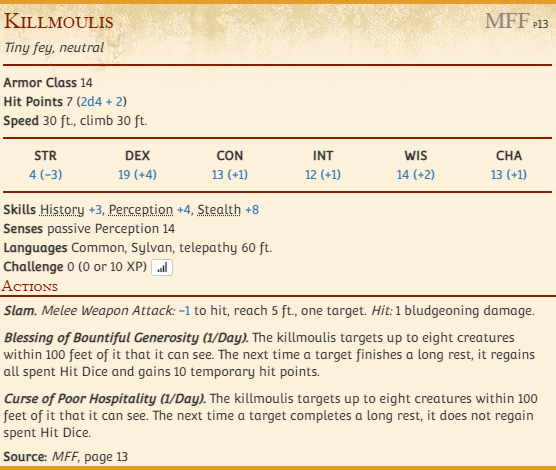 Killmoulis
MFF p13
Tiny fey, neutral
Armor Class 14
Hit Points 7 (2d4 + 2)
Speed 30 ft., climb 30 ft.
STR DEX CON INT WIS CHA
4 (−3) 19 (+4) 13 (+1) 12 (+1) 14 (+2) 13 (+1)
Skills History +3, Perception +4, Stealth +8
Senses passive Perception 14
Languages Common, Sylvan, telepathy 60 ft.
Challenge 0 (0 or 10 XP)
Actions
Slam. Melee Weapon Attack: −1 to hit, reach 5 ft., one target. Hit: 1 bludgeoning damage.
Blessing of Bountiful Generosity (1/Day). The killmoulis targets up to eight creatures
within 100 feet of it that it can see. The next time a target finishes a long rest, it regains
all spent Hit Dice and gains 10 temporary hit points.
Curse of Poor Hospitality (1/Day). The killmoulis targets up to eight creatures within 100
feet of it that it can see. The next time a target completes a long rest, it does not regain
spent Hit Dice.
Source: MFF, page 13